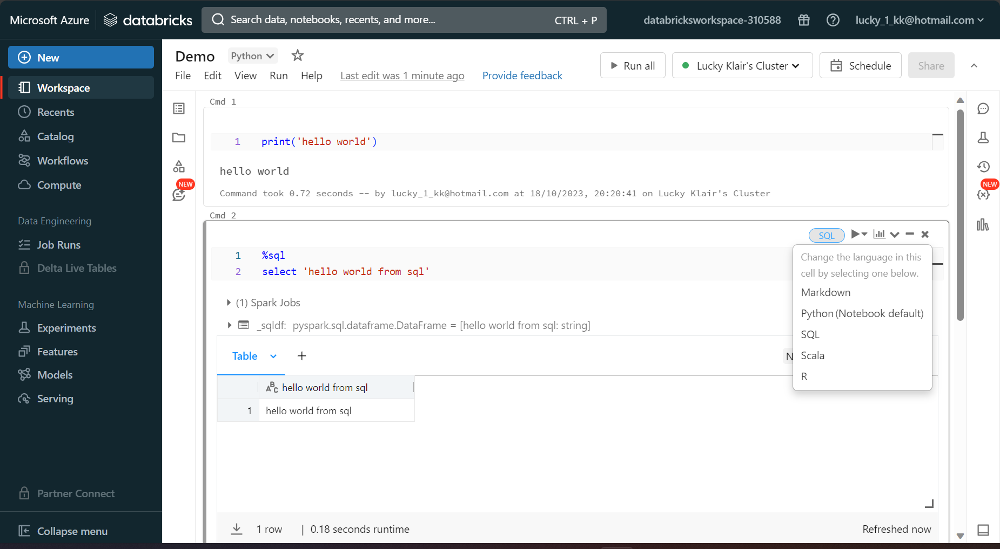 Microsoft Azure databricks Search data, notebooks, recents, and more... CTRL + P databricksworkspace-310588 lucky_1_kk@hotmail.com
New
Workspace
Recents
Catalog
Workflows
Compute
Data Engineering
Job Runs
Delta Live Tables
Machine Learning
Experiments
Features
Models
Serving
Partner Connect
Collapse menu
Demo Python
File Edit View Run Help Last edit was 1 minute ago Provide feedback
Run all Lucky Klair's Cluster Schedule Share
NEW
Cmd 1
1 print('hello world')
hello world
Command took 0.72 seconds -- by lucky_1_kk@hotmail.com at 18/10/2023, 20:20:41 on Lucky Klair's Cluster
Cmd 2
SQL
1 %sql
2 select 'hello world from sql'
(1) Spark Jobs
_sqldf: pyspark.sql.dataframe.DataFrame = [hello world from sql: string]
Table + N
ABC hello world from sql
1 hello world from sql
1 row | 0.18 seconds runtime Refreshed now
Change the language in this
cell by selecting one below.
Markdown
Python (Notebook default)
SQL
Scala
R
NEW
{x}